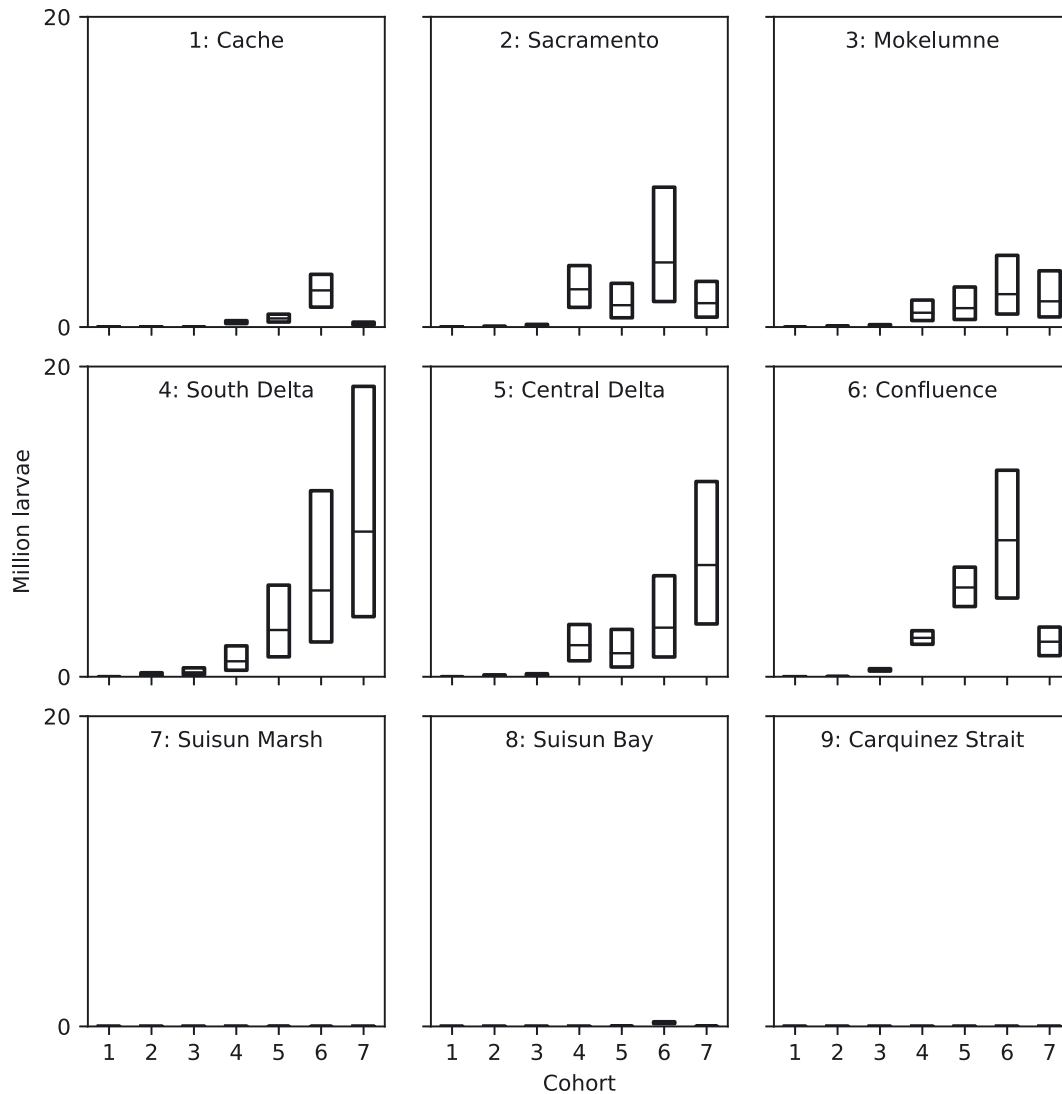 20
1: Cache
2: Sacramento
3: Mokelumne
0
20
4: South Delta
5: Central Delta
6: Confluence
Million larvae
0
20
7: Suisun Marsh
8: Suisun Bay
9: Carquinez Strait
0
1 2 3 4 5 6 7
1 2 3 4 5 6 7
1 2 3 4 5 6 7
Cohort